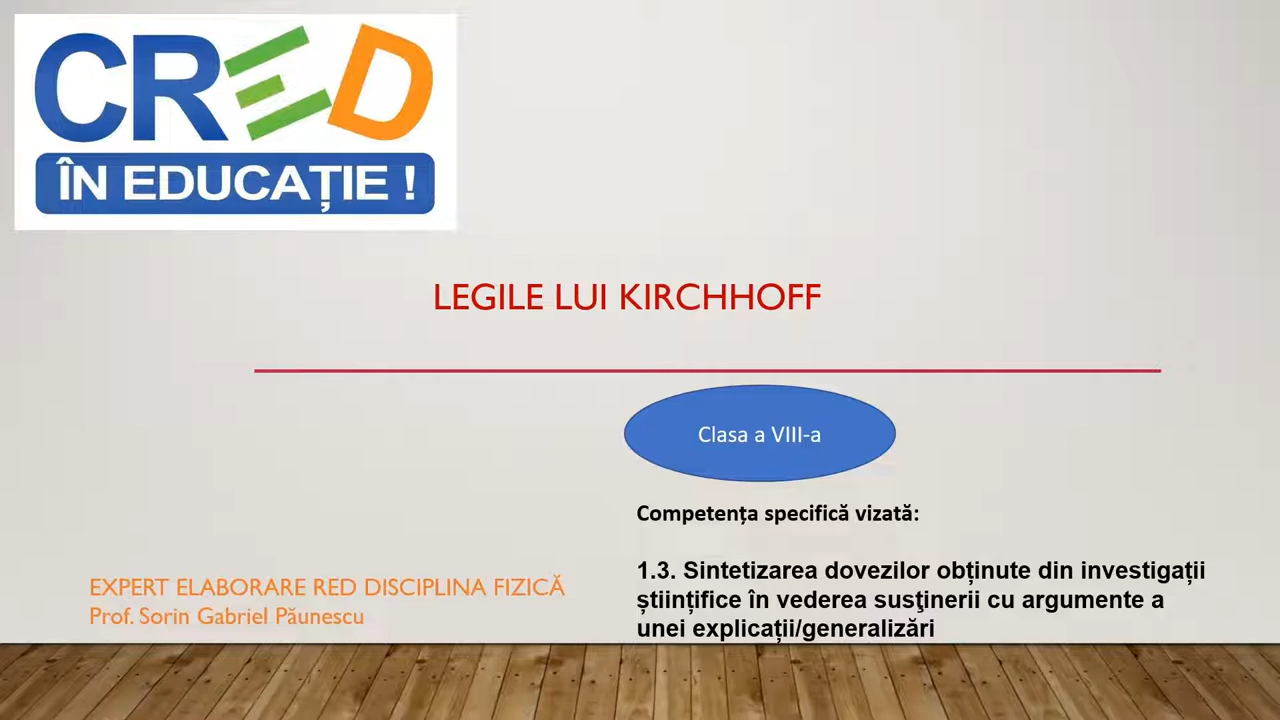 CRED
ÎN EDUCAȚIE !
LEGILE LUI KIRCHHOFF
Clasa a VIII-a
Competența specifică vizată:
1.3. Sintetizarea dovezilor obținute din investigații
științifice în vederea susţinerii cu argumente a
unei explicații/generalizări
EXPERT ELABORARE RED DISCIPLINA FIZICĂ
Prof. Sorin Gabriel Păunescu